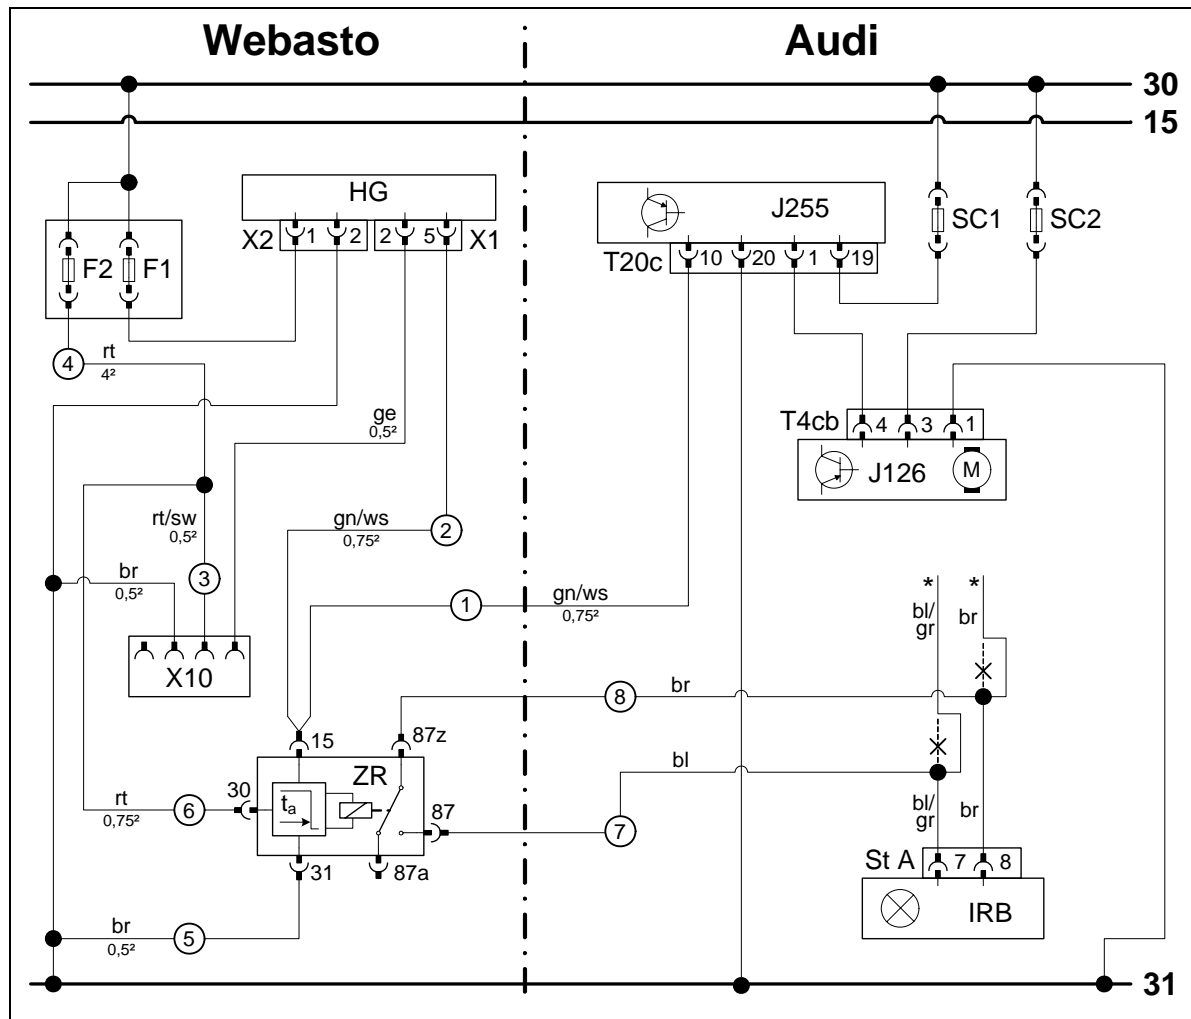 Webasto Audi
30
15
HG
J255
SC1 SC2
X2 1 2 2 5 X1
T20c 10 20 1 19
F2 F1
4 rt
4²
ge
0,5²
T4cb 4 3 1
J126 M
rt/sw
0,5²
gn/ws
0,75²
2
3
br
0,5²
1
gn/ws
0,75²
* *
bl/
gr
br
X10
8 br
15 87z
ZR
bl
30
ta
87
rt
0,75²
6
7
bl/
gr
br
31 87a
St A 7 8
IRB
br
0,5²
5
31